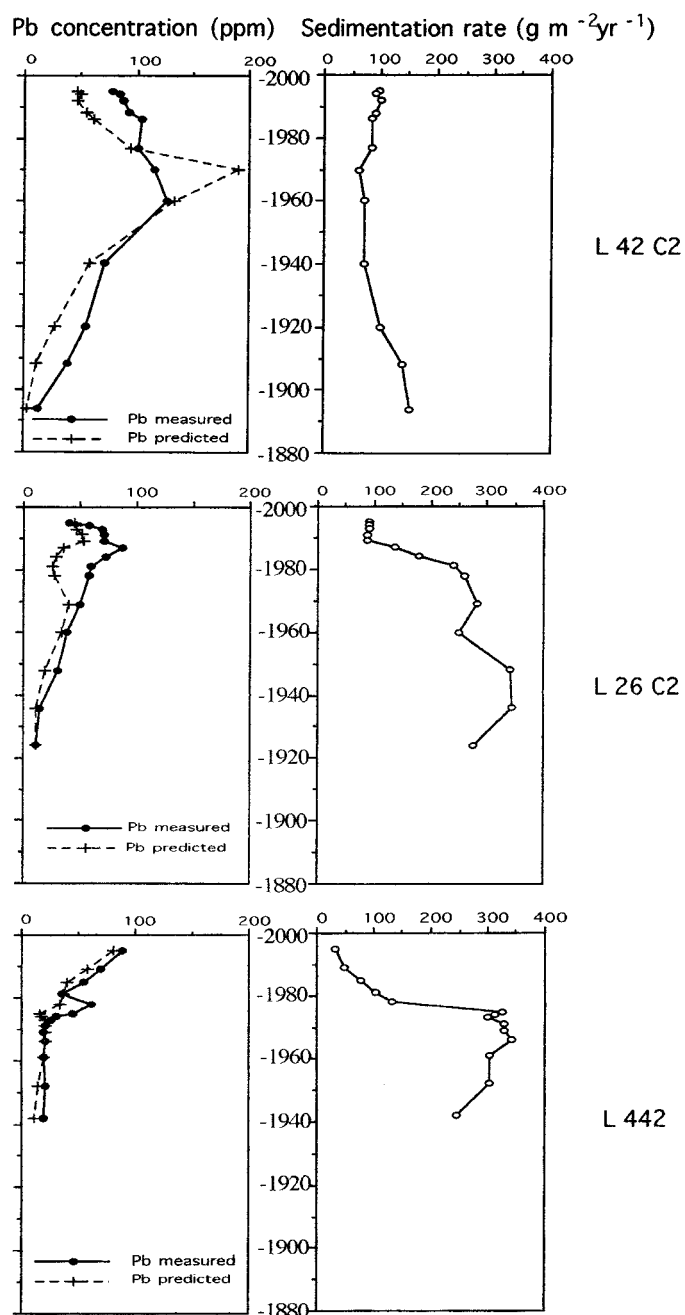 Pb concentration (ppm) Sedimentation rate (g m -2yr -1)
0 100 200 0 100 200 300 400
-2000
-1980
-1960
-1940
-1920
-1900
-1880
Pb measured
Pb predicted
L 42 C2
0 100 200 0 100 200 300 400
-2000
-1980
-1960
-1940
-1920
-1900
-1880
Pb measured
Pb predicted
L 26 C2
0 100 200 0 100 200 300 400
-2000
-1980
-1960
-1940
-1920
-1900
-1880
Pb measured
Pb predicted
L 442